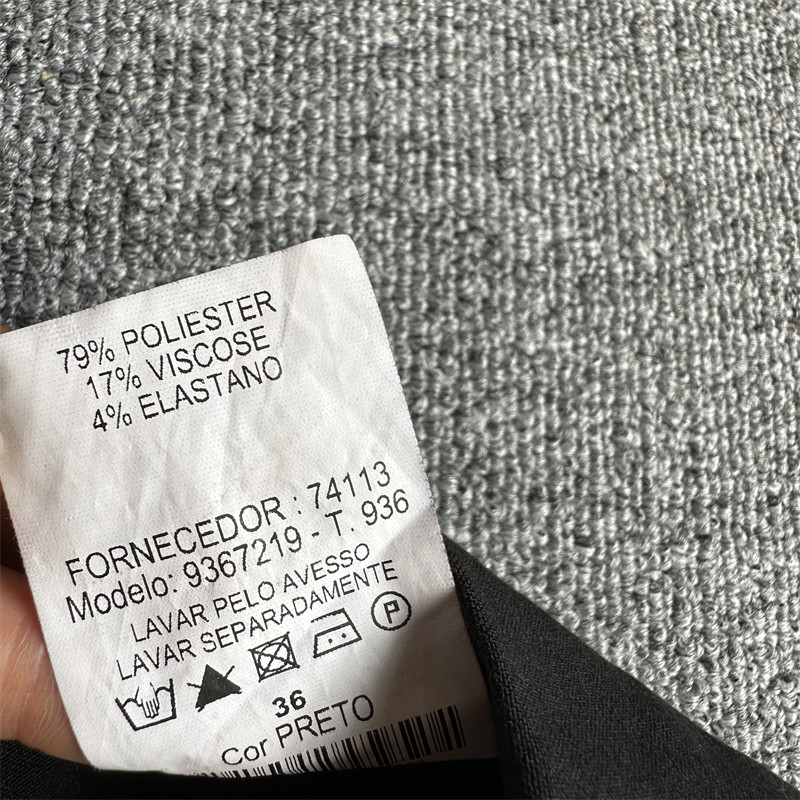 79% POLIESTER
17% VISCOSE
4% ELASTANO
FORNECEDOR : 74113
Modelo: 9367219 - T. 936
LAVAR PELO AVESSO
LAVAR SEPARADAMENTE
P
36
Cor PRETO